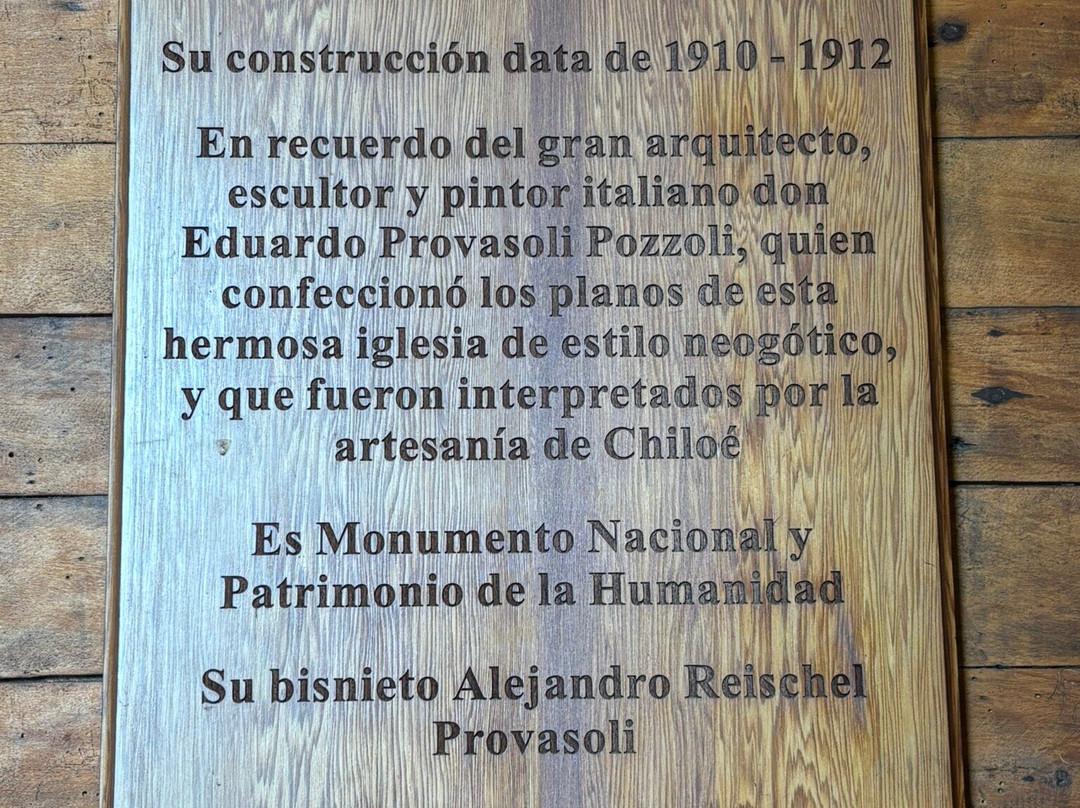 Su construcción data de 1910 - 1912
En recuerdo del gran arquitecto,
escultor y pintor italiano don
Eduardo Provasoli Pozzoli, quien
confeccionó los planos de esta
hermosa iglesia de estilo neogótico,
y que fueron interpretados por la
artesanía de Chiloé
Es Monumento Nacional y
Patrimonio de la Humanidad
Su bisnieto Alejandro Reischel
Provasoli